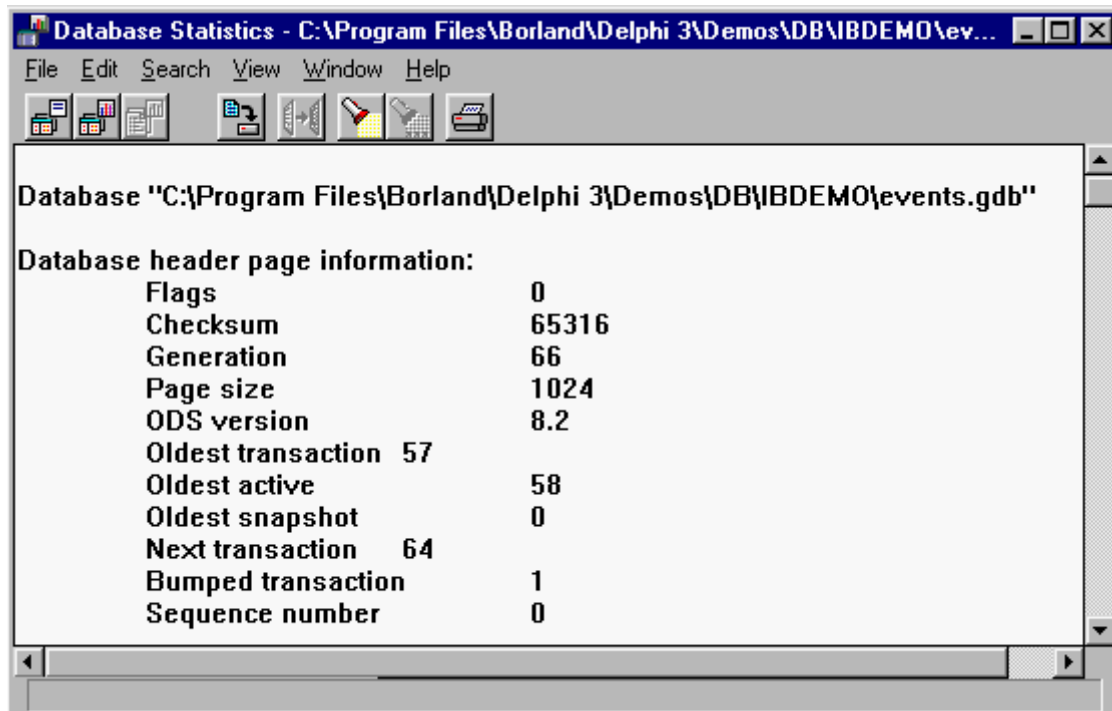 Database Statistics - C:\Program Files\Borland\Delphi 3\Demos\DB\IBDEMO\ev...
File Edit Search View Window Help
Database "C:\Program Files\Borland\Delphi 3\Demos\DB\IBDEMO\events.gdb"
Database header page information:
Flags 0
Checksum 65316
Generation 66
Page size 1024
ODS version 8.2
Oldest transaction 57
Oldest active 58
Oldest snapshot 0
Next transaction 64
Bumped transaction 1
Sequence number 0